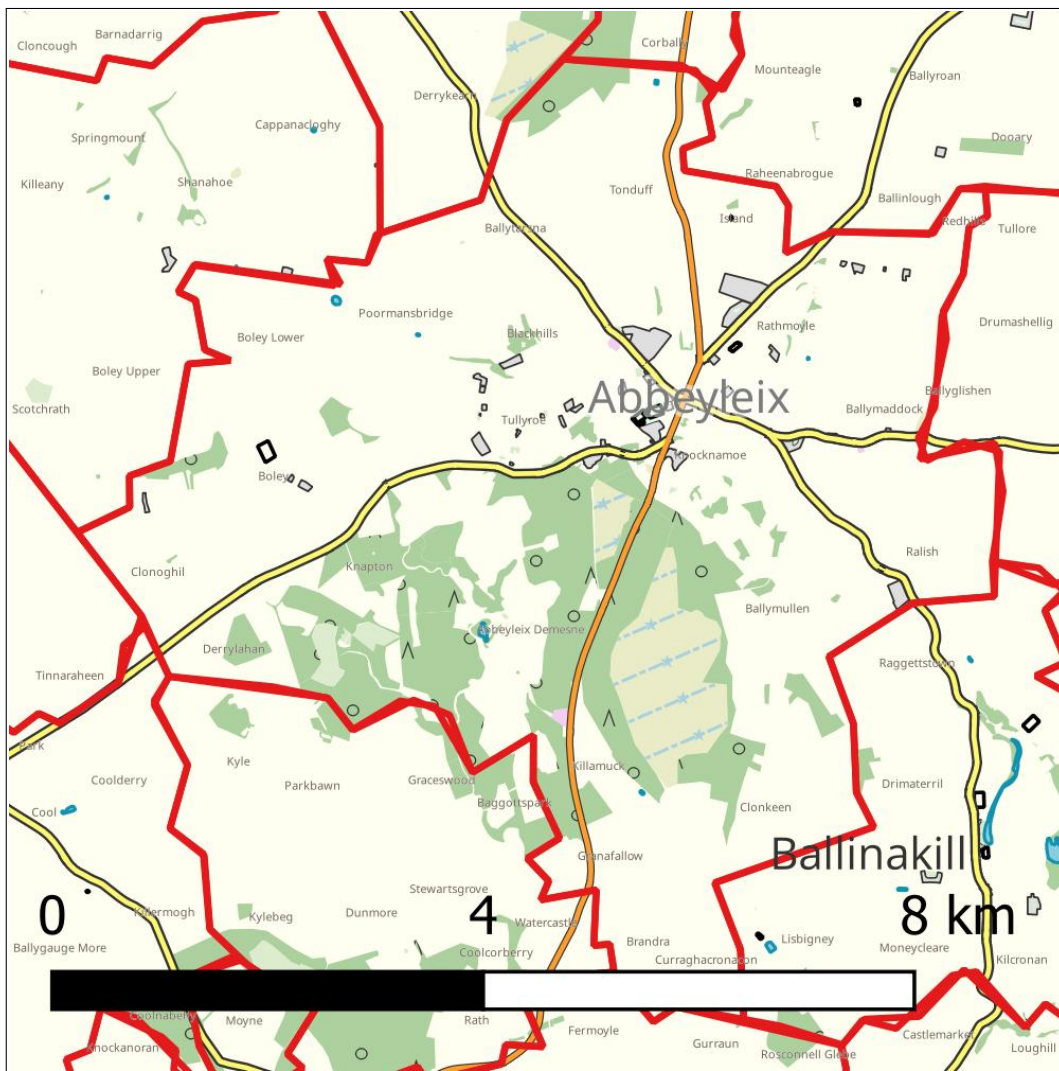 Barnadarrig
Cloncough
Corbally
Mounteagle
Ballyroan
Derrykearn
Cappanacloghy
Springmount
Dooary
Killeany
Shanahoe
Tonduff
Raheenabrogue
Ballinlough
Island
Redhills
Tullore
Ballytarsna
Poormansbridge
Blackhills
Rathmoyle
Drumashellig
Boley Lower
Boley Upper
Abbeyleix
Ballyglishen
Scotchrath
Tullyroe
Ballymaddock
Knocknamoe
Boley
Clonoghil
Knapton
Ralish
Ballymullen
Abbeyleix Demesne
Derrylahan
Raggettstown
Tinnaraheen
Park
Kyle
Coolderry
Parkbawn
Graceswood
Killamuck
Drimaterril
Baggottspark
Clonkeen
Cool
Ballinakill
Granafallow
Stewartsgrove
Killermogh
Kylebeg
Dunmore
Watercastle
0
4
8 km
Ballygauge More
Coolcorberry
Brandra
Lisbigney
Moneycleare
Curraghacronacon
Kilcronan
Coolnabehy
Moyne
Rath
Fermoyle
Knockanoran
Gurraun
Rosconnell Glebe
Castlemarket
Loughill